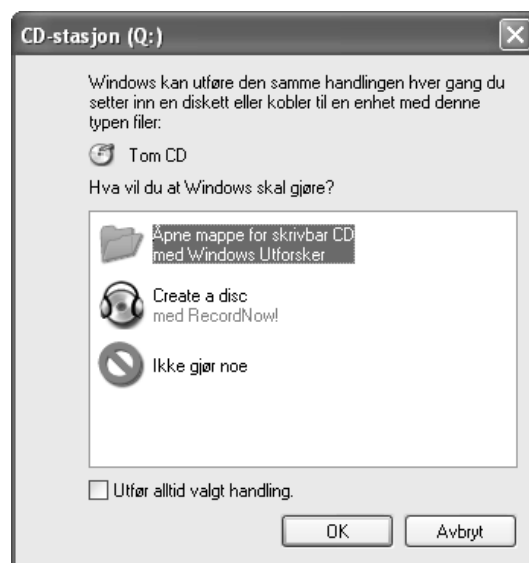 CD-stasjon (Q:)
Windows kan utføre den samme handlingen hver gang du
setter inn en diskett eller kobler til en enhet med denne
typen filer:
Tom CD
Hva vil du at Windows skal gjøre?
Åpne mappe for skrivbar CD
med Windows Utforsker
Create a disc
med RecordNow!
Ikke gjør noe
Utfør alltid valgt handling.
OK
Avbryt